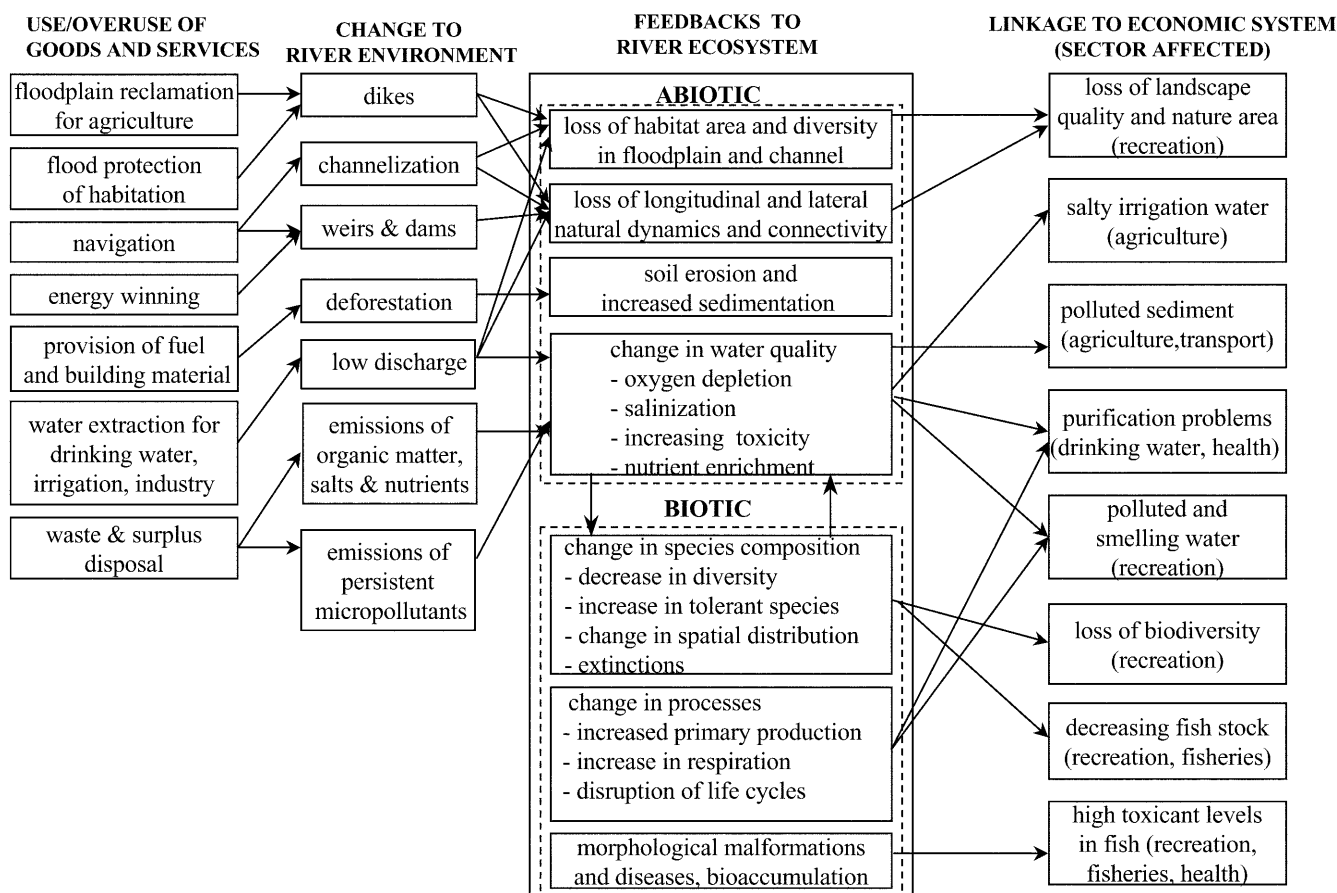 USE/OVERUSE OF
GOODS AND SERVICES
floodplain reclamation
for agriculture
flood protection
of habitation
navigation
energy winning
provision of fuel
and building material
water extraction for
drinking water,
irrigation, industry
waste & surplus
disposal
CHANGE TO
RIVER ENVIRONMENT
dikes
channelization
weirs & dams
deforestation
low discharge
emissions of
organic matter,
salts & nutrients
emissions of
persistent
micropollutants
FEEDBACKS TO
RIVER ECOSYSTEM
ABIOTIC
loss of habitat area and diversity
in floodplain and channel
loss of longitudinal and lateral
natural dynamics and connectivity
soil erosion and
increased sedimentation
change in water quality
- oxygen depletion
- salinization
- increasing toxicity
- nutrient enrichment
BIOTIC
change in species composition
- decrease in diversity
- increase in tolerant species
- change in spatial distribution
- extinctions
change in processes
- increased primary production
- increase in respiration
- disruption of life cycles
morphological malformations
and diseases, bioaccumulation
LINKAGE TO ECONOMIC SYSTEM
(SECTOR AFFECTED)
loss of landscape
quality and nature area
(recreation)
salty irrigation water
(agriculture)
polluted sediment
(agriculture,transport)
purification problems
(drinking water, health)
polluted and
smelling water
(recreation)
loss of biodiversity
(recreation)
decreasing fish stock
(recreation, fisheries)
high toxicant levels
in fish (recreation,
fisheries, health)